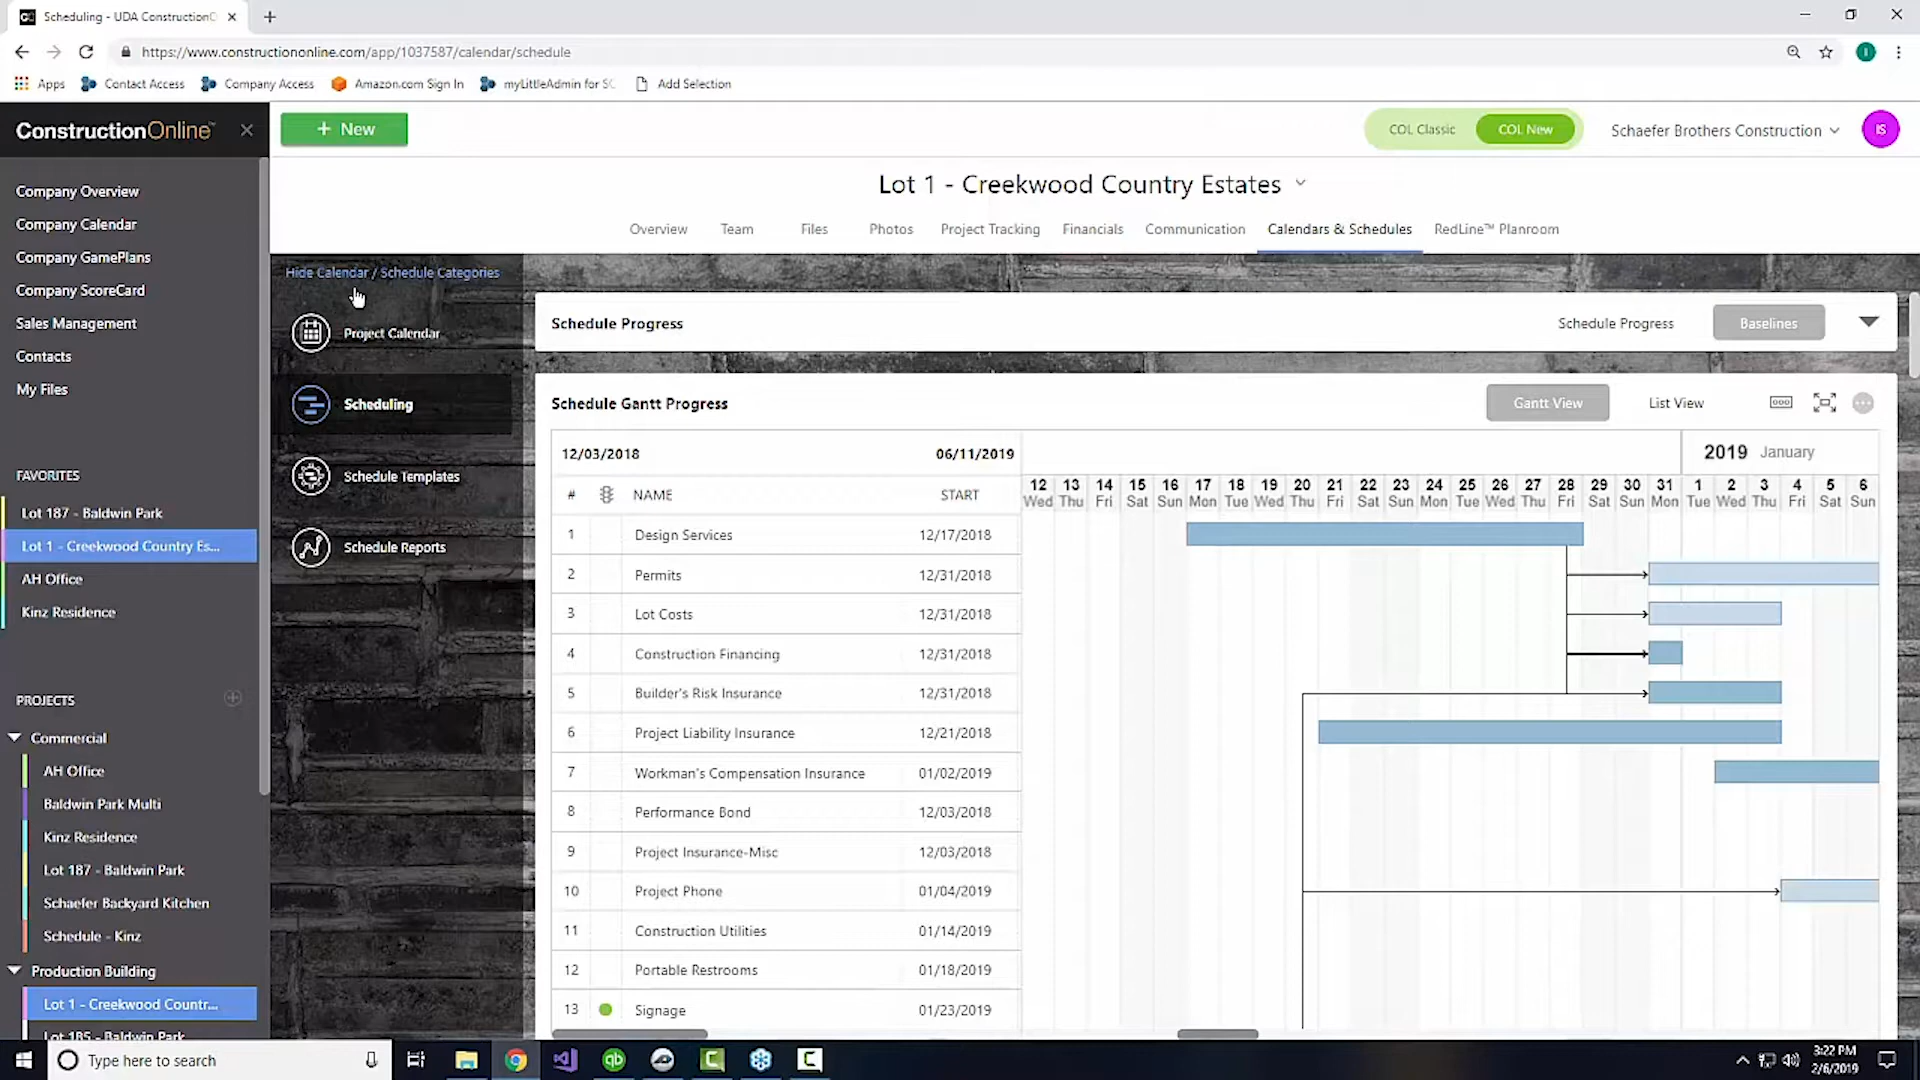 Scheduling - UDA ConstructionO
https://www.constructiononline.com/app/1037587/calendar/schedule
I
Apps
Contact Access
Company Access
Amazon.com Sign In
myLittleAdmin for SQ
Add Selection
ConstructionOnline™
+ New
COL Classic
COL New
Schaefer Brothers Construction
IS
Lot 1 - Creekwood Country Estates
Overview
Team
Files
Photos
Project Tracking
Financials
Communication
Calendars & Schedules
RedLine™ Planroom
Company Overview
Company Calendar
Company GamePlans
Company ScoreCard
Sales Management
Contacts
My Files
FAVORITES
Lot 187 - Baldwin Park
Lot 1 - Creekwood Country Es...
AH Office
Kinz Residence
PROJECTS
Commercial
AH Office
Baldwin Park Multi
Kinz Residence
Lot 187 - Baldwin Park
Schaefer Backyard Kitchen
Schedule - Kinz
Production Building
Lot 1 - Creekwood Countr...
Lot 185 - Baldwin Park
Hide Calendar / Schedule Categories
Project Calendar
Scheduling
Schedule Templates
Schedule Reports
Schedule Progress
Schedule Progress
Baselines
Schedule Gantt Progress
Gantt View
List View
12/03/2018 06/11/2019
2019 January
# NAME START
12 13 14 15 16 17 18 19 20 21 22 23 24 25 26 27 28 29 30 31 1 2 3 4 5 6
Wed Thu Fri Sat Sun Mon Tue Wed Thu Fri Sat Sun Mon Tue Wed Thu Fri Sat Sun Mon Tue Wed Thu Fri Sat Sun
1 Design Services 12/17/2018
2 Permits 12/31/2018
3 Lot Costs 12/31/2018
4 Construction Financing 12/31/2018
5 Builder's Risk Insurance 12/31/2018
6 Project Liability Insurance 12/21/2018
7 Workman's Compensation Insurance 01/02/2019
8 Performance Bond 12/03/2018
9 Project Insurance-Misc 12/03/2018
10 Project Phone 01/04/2019
11 Construction Utilities 01/14/2019
12 Portable Restrooms 01/18/2019
13 Signage 01/23/2019
Type here to search
qb
3:22 PM
2/6/2019